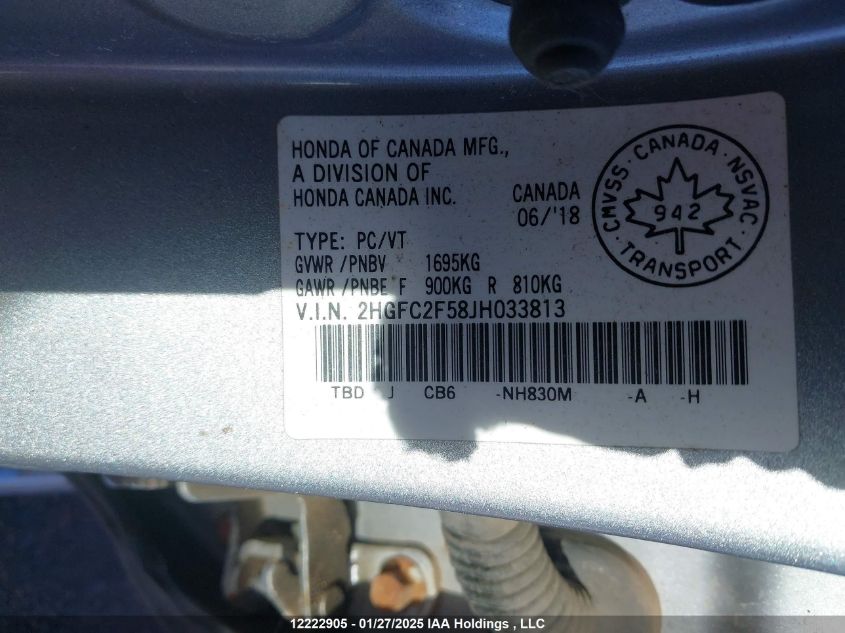 HONDA OF CANADA MFG.,
A DIVISION OF
HONDA CANADA INC.
CANADA
06/'18
CMVSS · CANADA · NSVAC · TRANSPORT
942
TYPE: PC/VT
GVWR /PNBV 1695KG
GAWR /PNBE F 900KG R 810KG
V.I.N. 2HGFC2F58JH033813
TBD J CB6 -NH830M -A -H
12222905 - 01/27/2025 IAA Holdings , LLC